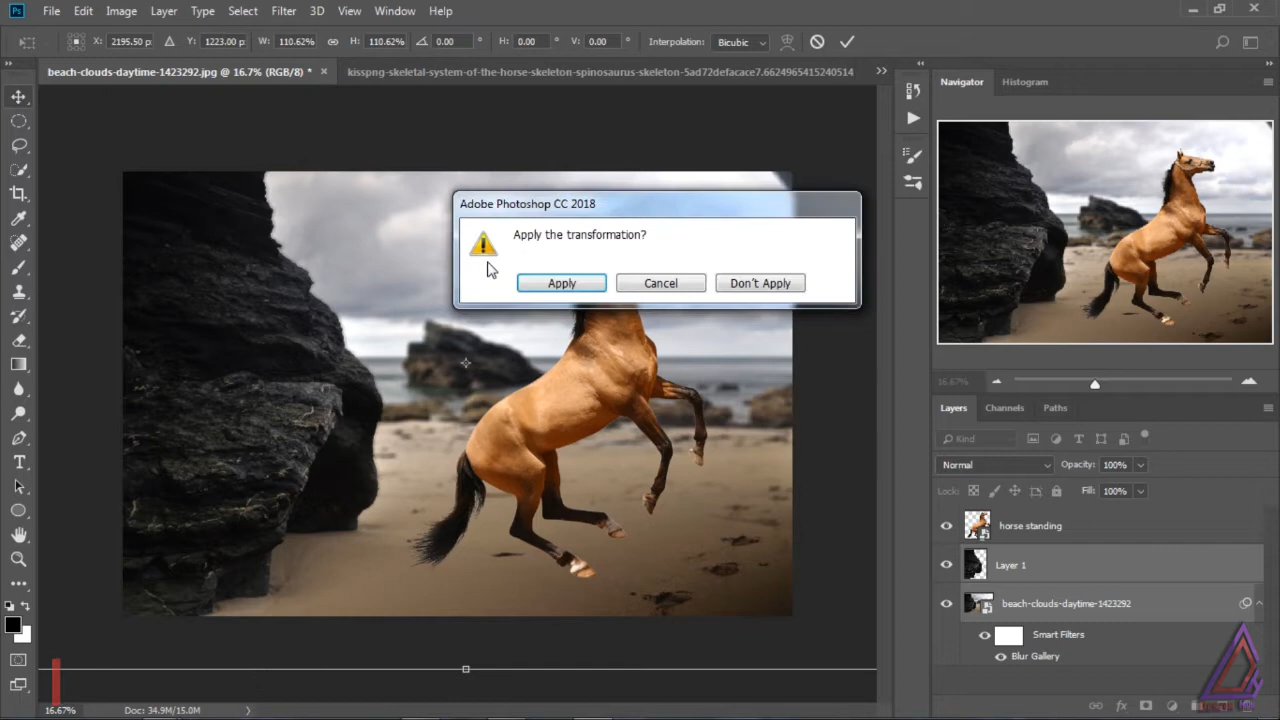 Ps File Edit Image Layer Type Select Filter 3D View Window Help
X: 2195.50 p: Y: 1223.00 p: W: 110.62% H: 110.62% 0.00 ° H: 0.00 ° V: 0.00 ° Interpolation: Bicubic
beach-clouds-daytime-1423292.jpg @ 16.7% (RGB/8) * × kisspng-skeletal-system-of-the-horse-skeleton-spinosaurus-skeleton-5ad72defacace7.6624965415240514
Navigator Histogram
Adobe Photoshop CC 2018
Apply the transformation?
Apply Cancel Don't Apply
16.67%
Layers Channels Paths
Kind
Normal Opacity: 100%
Lock: Fill: 100%
horse standing
Layer 1
beach-clouds-daytime-1423292
Smart Filters
Blur Gallery
16.67% Doc: 34.9M/15.0M